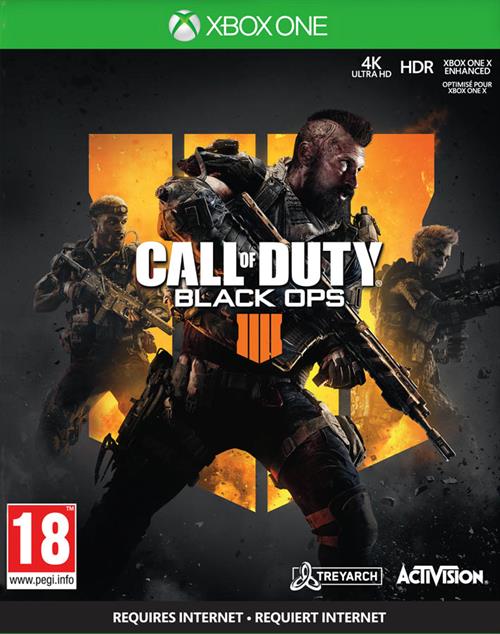 XBOX ONE
4K
ULTRA HD
HDR
XBOX ONE X
ENHANCED
OPTIMISÉ POUR
XBOX ONE X
CALL OF DUTY®
BLACK OPS
IIII
18
™
www.pegi.info
TREYARCH
ACTIVISION®
REQUIRES INTERNET • REQUIERT INTERNET